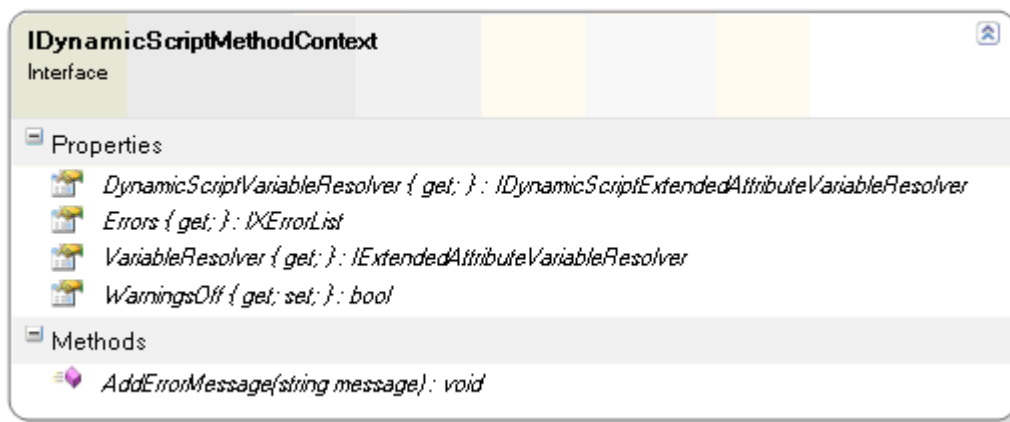 IDynamicScriptMethodContext
Interface
Properties
DynamicScriptVariableResolver { get; } : IDynamicScriptExtendedAttributeVariableResolver
Errors { get; } : IXErrorList
VariableResolver { get; } : IExtendedAttributeVariableResolver
WarningsOff { get; set; } : bool
Methods
AddErrorMessage(string message) : void